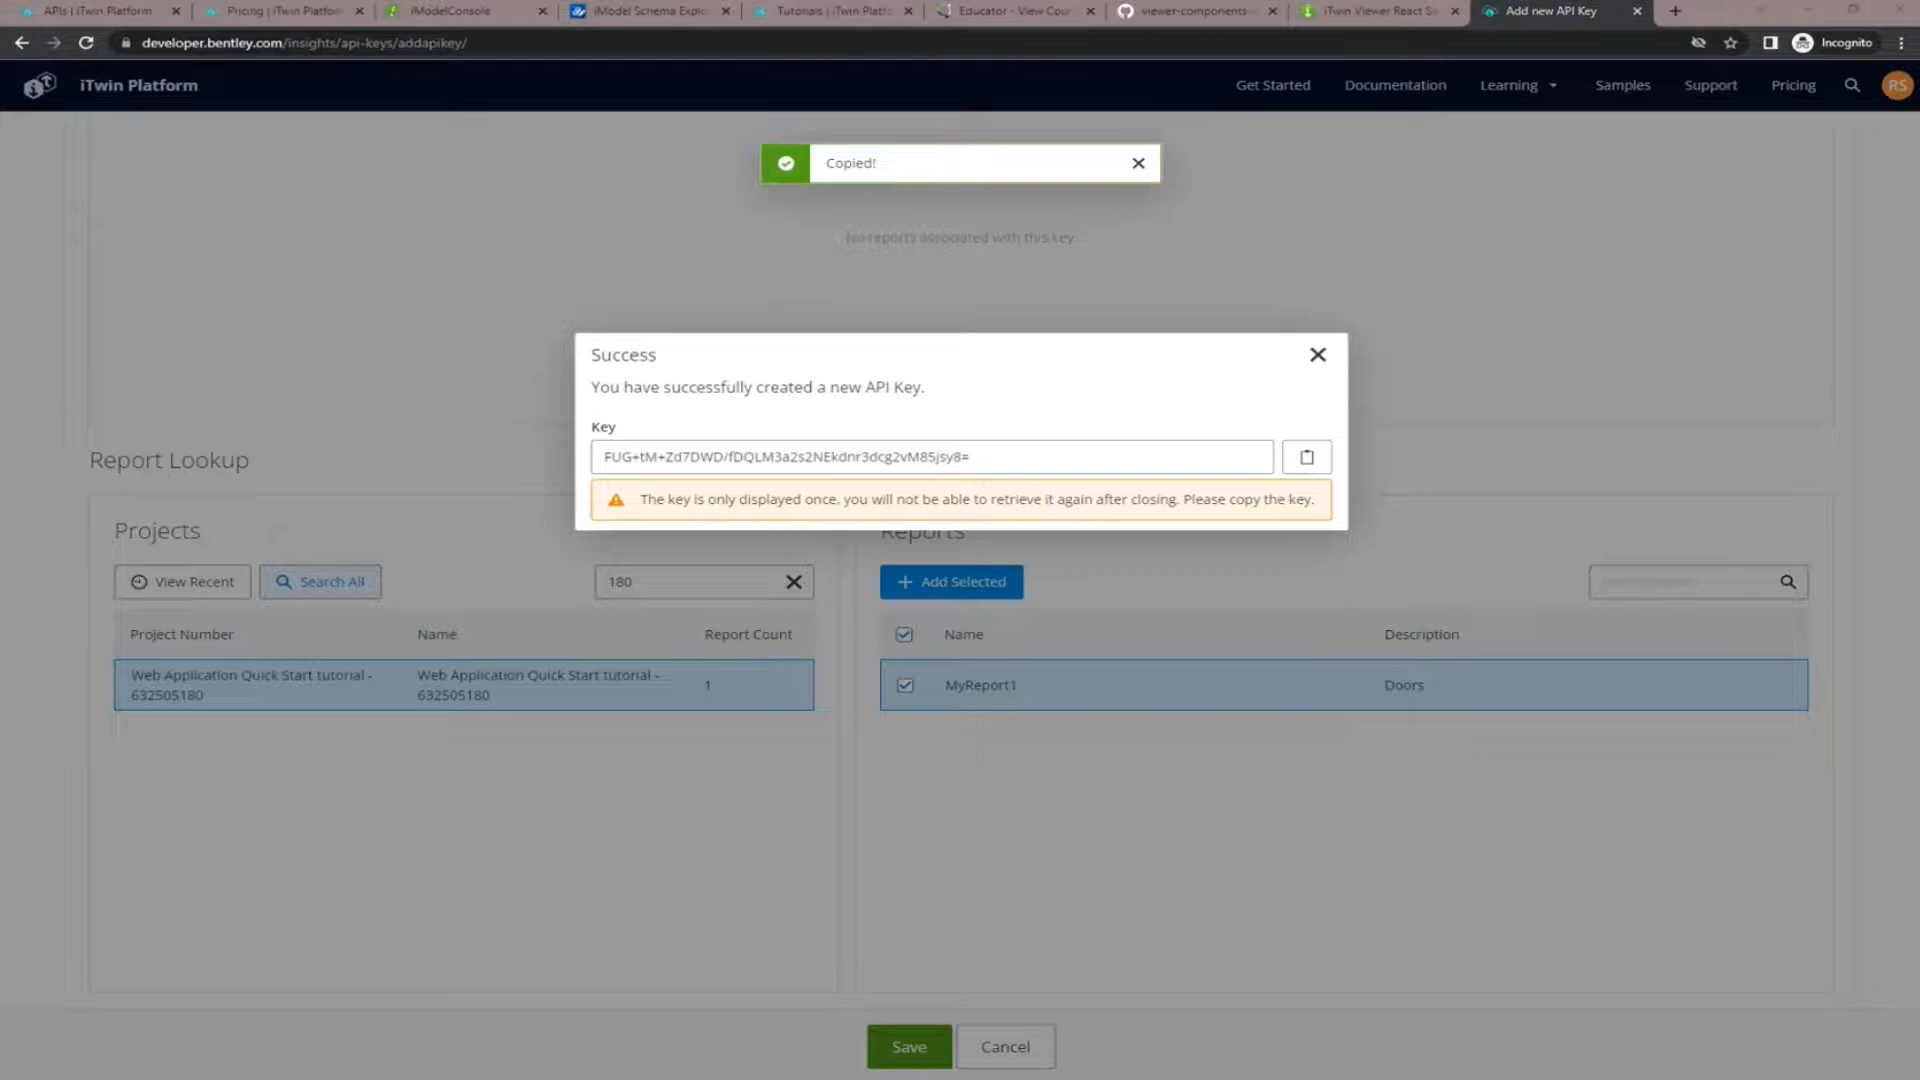 APIs | iTwin Platform
Pricing | iTwin Platfor
iModelConsole
iModel Schema Explo
Tutorials | iTwin Platfo
Educator - View Cour
viewer-components
iTwin Viewer React Sa
Add new API Key
developer.bentley.com/insights/api-keys/addapikey/
Incognito
iTwin Platform
Get Started
Documentation
Learning
Samples
Support
Pricing
RS
Copied!
No reports associated with this key.
Success
You have successfully created a new API Key.
Key
FUG+tM+Zd7DWD/fDQLM3a2s2NEkdnr3dcg2vM85jsy8=
The key is only displayed once, you will not be able to retrieve it again after closing. Please copy the key.
Report Lookup
Projects
Reports
View Recent
Search All
180
Add Selected
Project Number
Name
Report Count
Name
Description
Web Application Quick Start tutorial -
632505180
Web Application Quick Start tutorial -
632505180
1
MyReport1
Doors
Save
Cancel